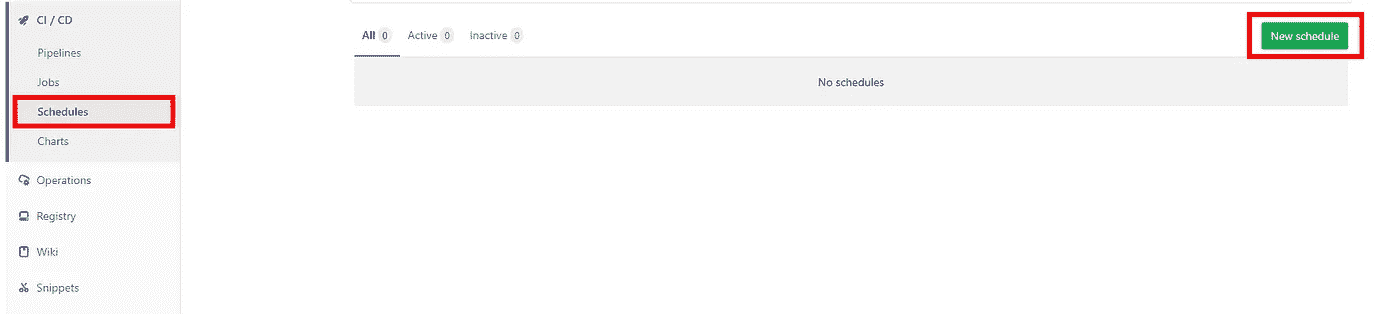 CI / CD
Pipelines
Jobs
Schedules
Charts
Operations
Registry
Wiki
Snippets
All 0 Active 0 Inactive 0
New schedule
No schedules